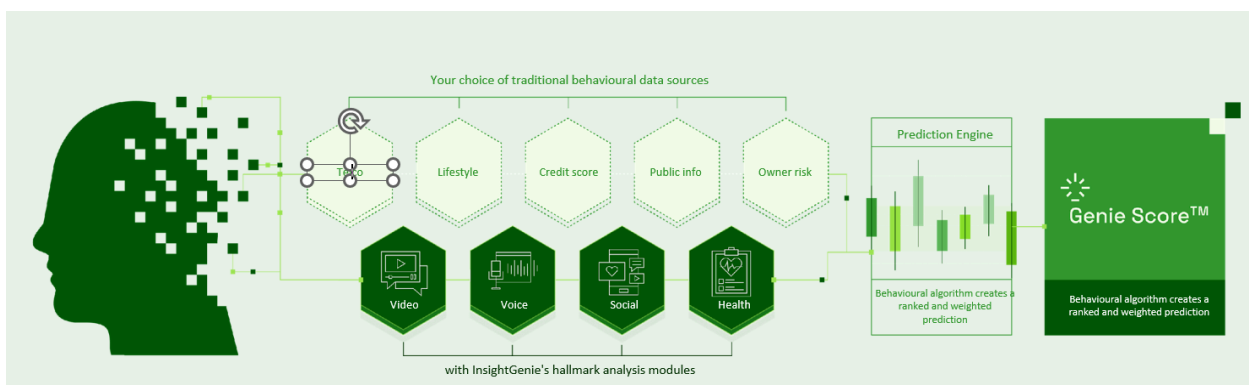 Your choice of traditional behavioural data sources
Lifestyle
Credit score
Public info
Owner risk
Video
Voice
Social
Health
with InsightGenie's hallmark analysis modules
Prediction Engine
Behavioural algorithm creates a
ranked and weighted
prediction
Genie Score™
Behavioural algorithm creates a
ranked and weighted prediction